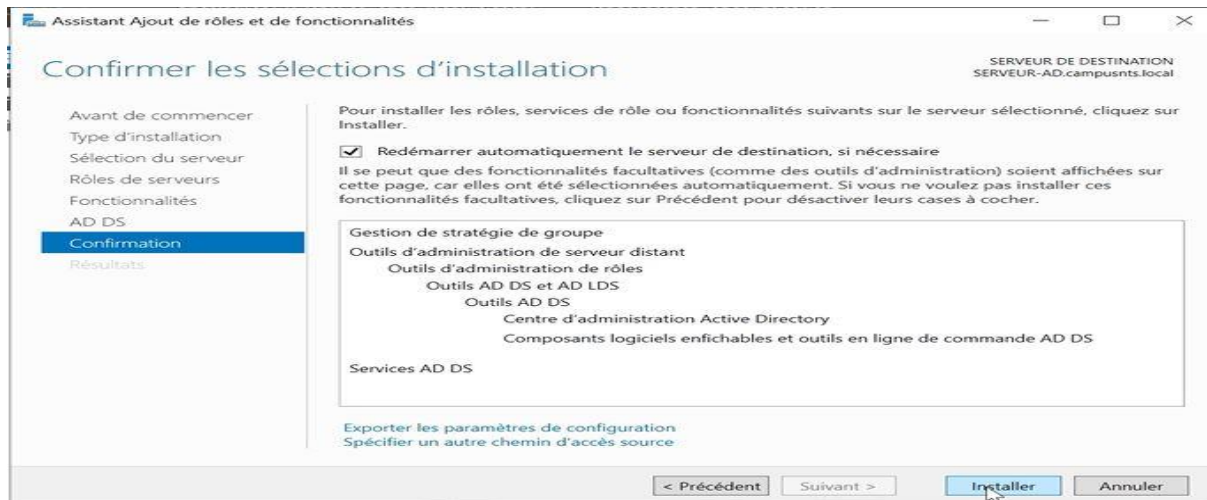 Assistant Ajout de rôles et de fonctionnalités
Confirmer les sélections d'installation
SERVEUR DE DESTINATION
SERVEUR-AD.campusnts.local
Avant de commencer
Type d'installation
Sélection du serveur
Rôles de serveurs
Fonctionnalités
AD DS
Confirmation
Résultats
Pour installer les rôles, services de rôle ou fonctionnalités suivants sur le serveur sélectionné, cliquez sur
Installer.
Redémarrer automatiquement le serveur de destination, si nécessaire
Il se peut que des fonctionnalités facultatives (comme des outils d'administration) soient affichées sur
cette page, car elles ont été sélectionnées automatiquement. Si vous ne voulez pas installer ces
fonctionnalités facultatives, cliquez sur Précédent pour désactiver leurs cases à cocher.
Gestion de stratégie de groupe
Outils d'administration de serveur distant
Outils d'administration de rôles
Outils AD DS et AD LDS
Outils AD DS
Centre d'administration Active Directory
Composants logiciels enfichables et outils en ligne de commande AD DS
Services AD DS
Exporter les paramètres de configuration
Spécifier un autre chemin d'accès source
< Précédent
Suivant >
Installer
Annuler